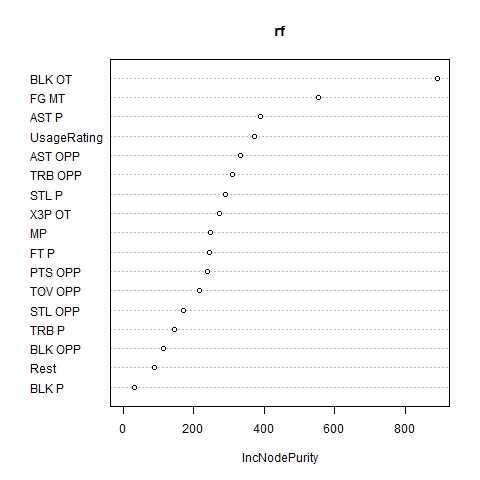 rf
BLK OT
FG MT
AST P
UsageRating
AST OPP
TRB OPP
STL P
X3P OT
MP
FT P
PTS OPP
TOV OPP
STL OPP
TRB P
BLK OPP
Rest
BLK P
0 200 400 600 800
IncNodePurity